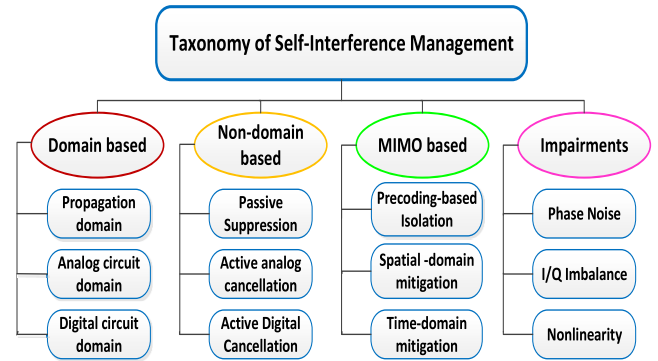 Taxonomy of Self-Interference Management
Domain based
Propagation
domain
Analog circuit
domain
Digital circuit
domain
Non-domain
based
Passive
Suppression
Active analog
cancellation
Active Digital
Cancellation
MIMO based
Precoding-based
Isolation
Spatial -domain
mitigation
Time-domain
mitigation
Impairments
Phase Noise
I/Q Imbalance
Nonlinearity